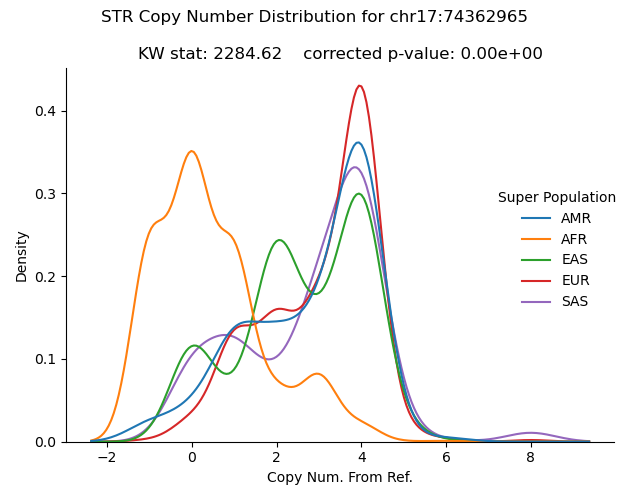 STR Copy Number Distribution for chr17:74362965
KW stat: 2284.62    corrected p-value: 0.00e+00
0.4
0.3
0.2
0.1
0.0
Density
−2
0
2
4
6
8
Copy Num. From Ref.
Super Population
AMR
AFR
EAS
EUR
SAS